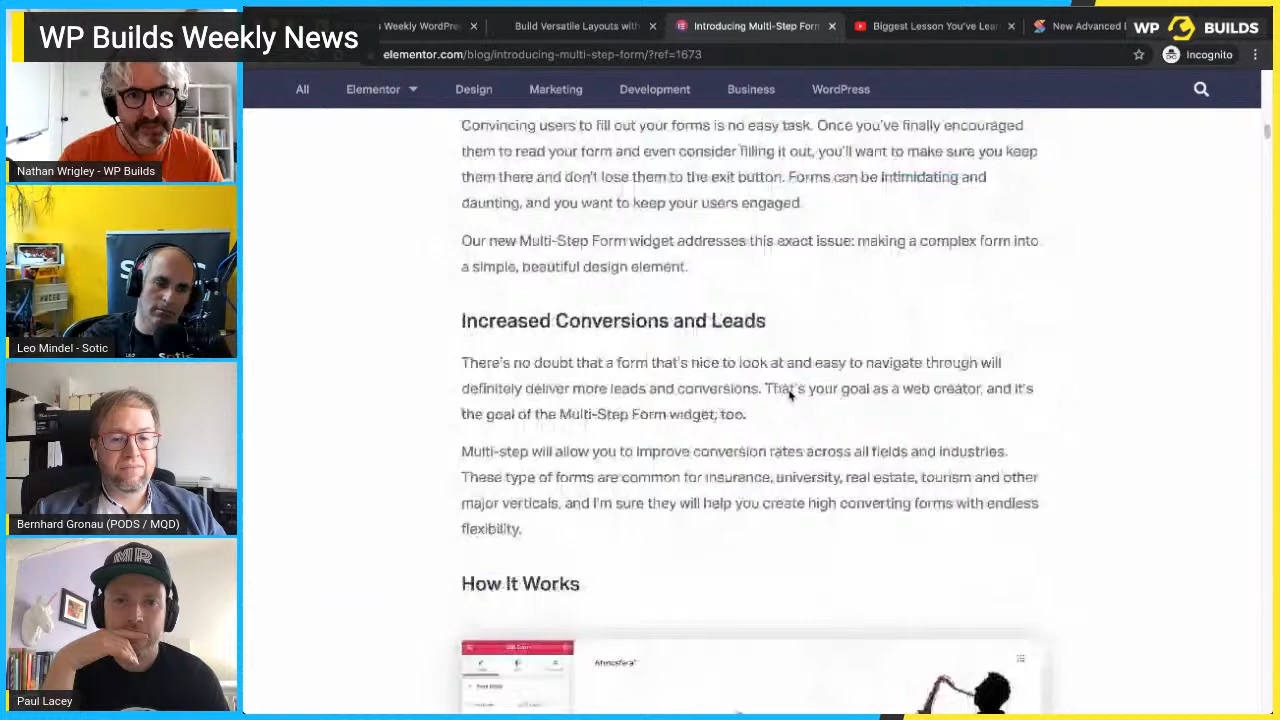 WP Builds Weekly News
s Weekly WordPre
Build Versatile Layouts with
Introducing Multi-Step Form
Biggest Lesson You've Lear
New Advanced
WP BUILDS
elementor.com/blog/introducing-multi-step-form/?ref=1673
Incognito
All Elementor Design Marketing Development Business WordPress
Convincing users to fill out your forms is no easy task. Once you've finally encouraged
them to read your form and even consider filling it out, you'll want to make sure you keep
them there and don't lose them to the exit button. Forms can be intimidating and
daunting, and you want to keep your users engaged.
Our new Multi-Step Form widget addresses this exact issue: making a complex form into
a simple, beautiful design element.
Increased Conversions and Leads
There's no doubt that a form that's nice to look at and easy to navigate through will
definitely deliver more leads and conversions. That's your goal as a web creator, and it's
the goal of the Multi-Step Form widget, too.
Multi-step will allow you to improve conversion rates across all fields and industries.
These type of forms are common for insurance, university, real estate, tourism and other
major verticals, and I'm sure they will help you create high converting forms with endless
flexibility.
How It Works
Atmosfera
Nathan Wrigley - WP Builds
Leo Mindel - Sotic
Bernhard Gronau (PODS / MQD)
MR
Paul Lacey